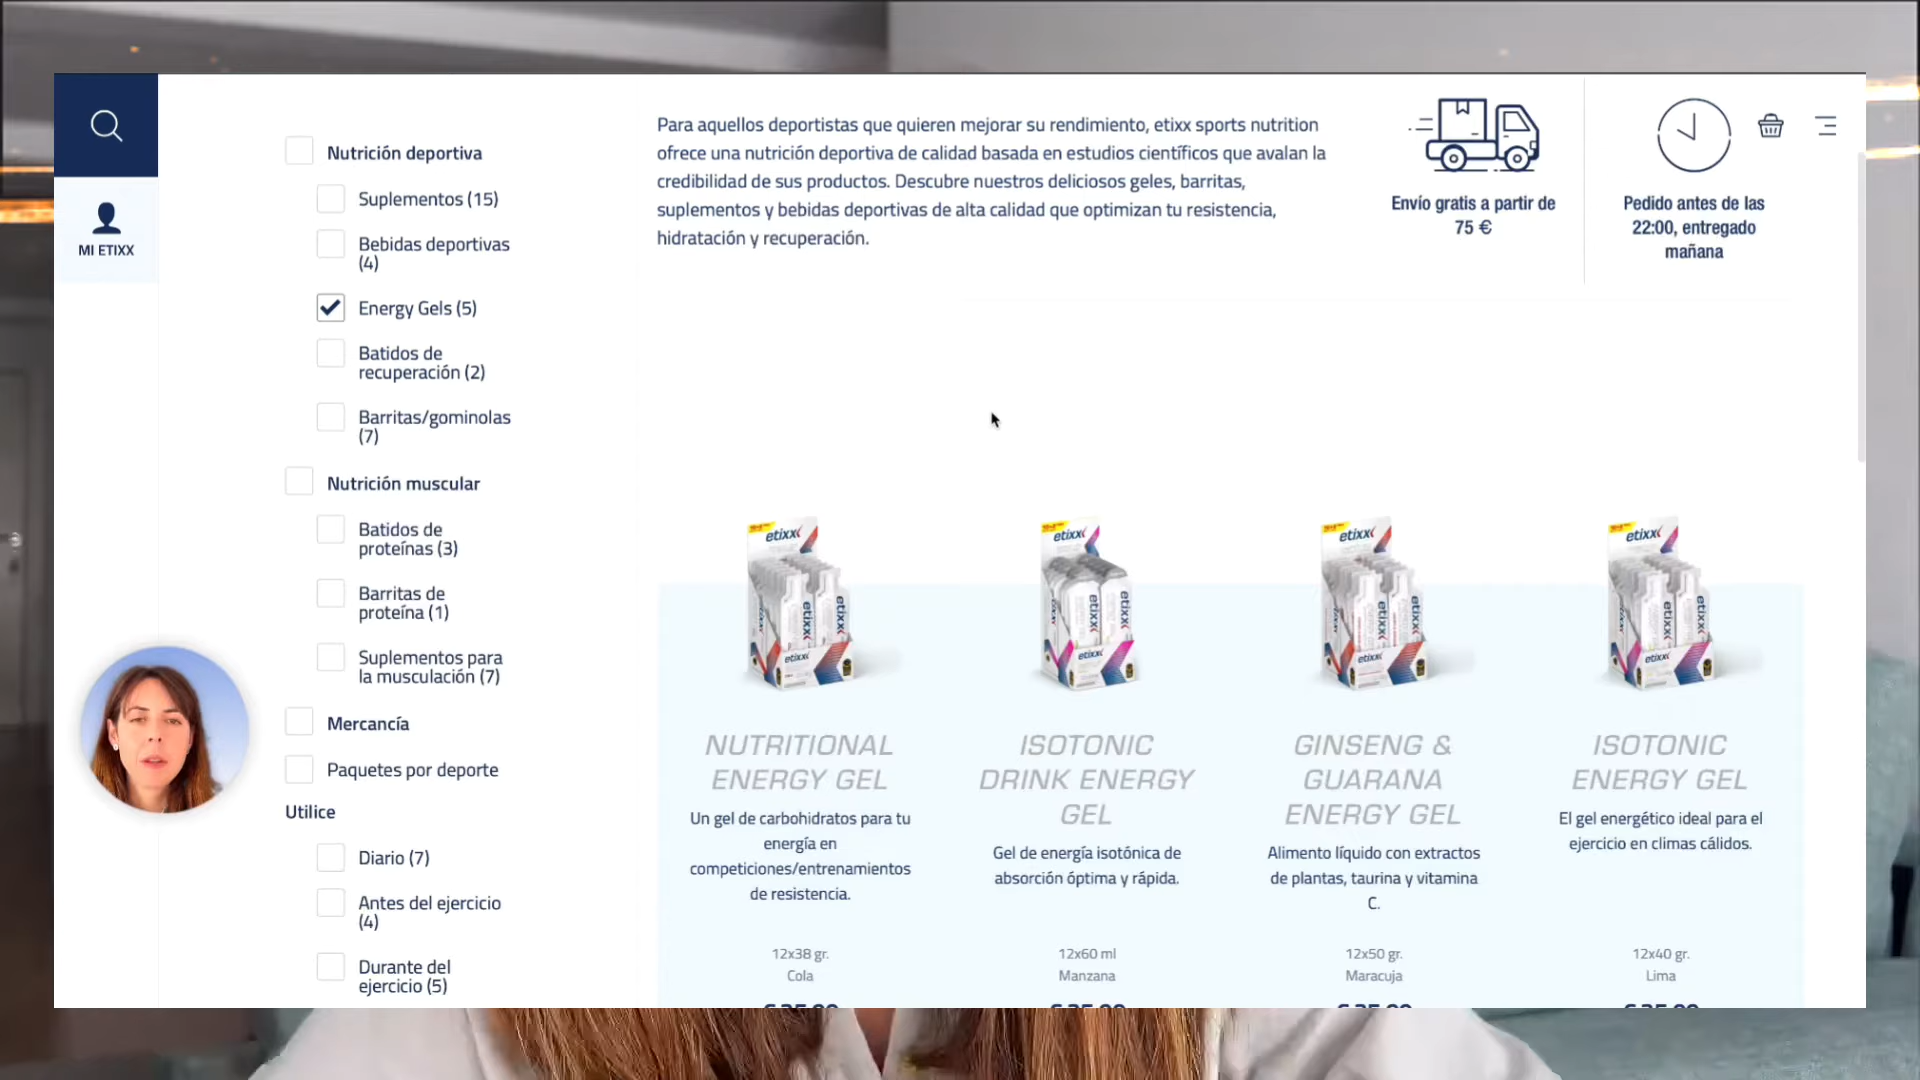 MI ETIXX
Nutrición deportiva
Suplementos (15)
Bebidas deportivas
(4)
Energy Gels (5)
Batidos de
recuperación (2)
Barritas/gominolas
(7)
Nutrición muscular
Batidos de
proteínas (3)
Barritas de
proteína (1)
Suplementos para
la musculación (7)
Mercancía
Paquetes por deporte
Utilice
Diario (7)
Antes del ejercicio
(4)
Durante del
ejercicio (5)
Para aquellos deportistas que quieren mejorar su rendimiento, etixx sports nutrition
ofrece una nutrición deportiva de calidad basada en estudios científicos que avalan la
credibilidad de sus productos. Descubre nuestros deliciosos geles, barritas,
suplementos y bebidas deportivas de alta calidad que optimizan tu resistencia,
hidratación y recuperación.
Envío gratis a partir de
75 €
Pedido antes de las
22:00, entregado
mañana
etixx
etixx
etixx
etixx
NUTRITIONAL
ENERGY GEL
Un gel de carbohidratos para tu
energía en
competiciones/entrenamientos
de resistencia.
12x38 gr.
Cola
ISOTONIC
DRINK ENERGY
GEL
Gel de energía isotónica de
absorción óptima y rápida.
12x60 ml
Manzana
GINSENG &
GUARANA
ENERGY GEL
Alimento líquido con extractos
de plantas, taurina y vitamina
C.
12x50 gr.
Maracuja
ISOTONIC
ENERGY GEL
El gel energético ideal para el
ejercicio en climas cálidos.
12x40 gr.
Lima